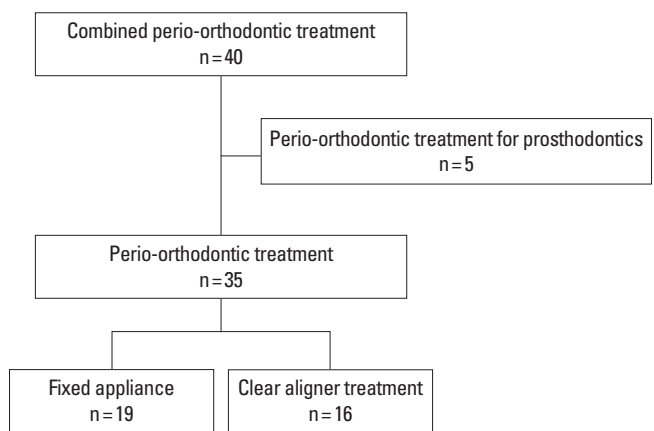 Combined perio-orthodontic treatment
n=40
Perio-orthodontic treatment for prosthodontics
n=5
Perio-orthodontic treatment
n=35
Fixed appliance
n=19
Clear aligner treatment
n=16